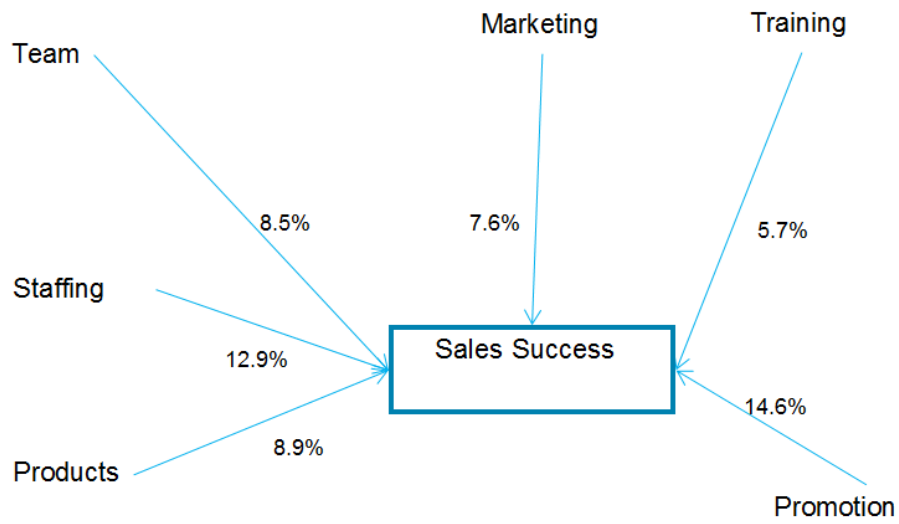 Marketing
Training
Team
8.5%
7.6%
5.7%
Staffing
Sales Success
12.9%
14.6%
8.9%
Products
Promotion